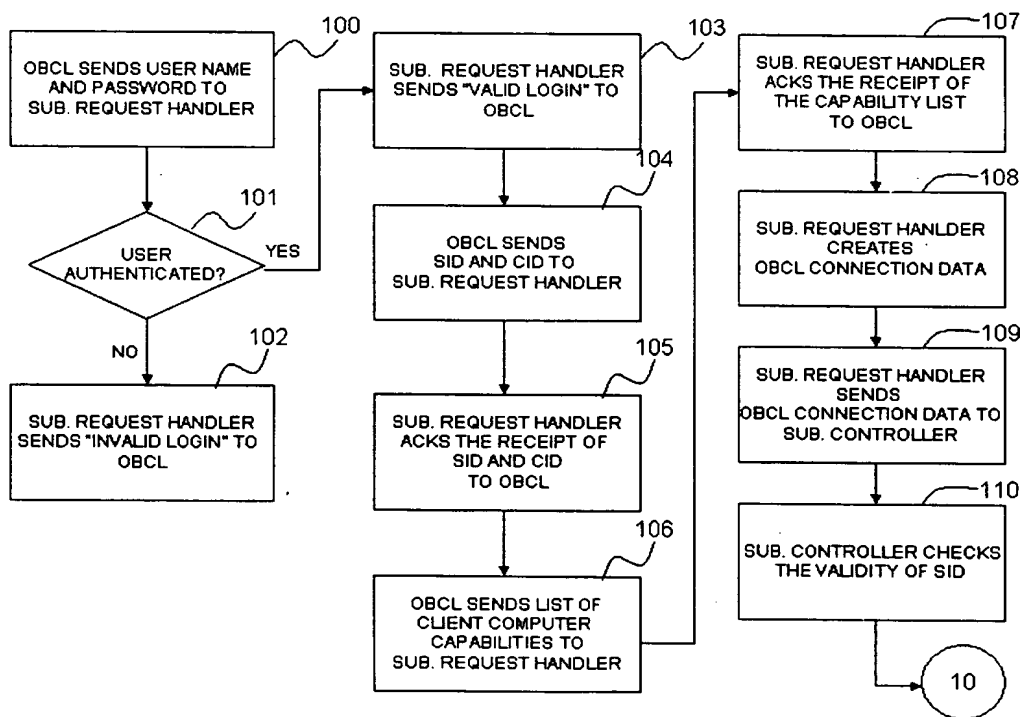 100
OBCL SENDS USER NAME
AND PASSWORD TO
SUB. REQUEST HANDLER
101
USER
AUTHENTICATED?
YES
NO
102
SUB. REQUEST HANDLER
SENDS "INVALID LOGIN" TO
OBCL
103
SUB. REQUEST HANDLER
SENDS "VALID LOGIN" TO
OBCL
104
OBCL SENDS
SID AND CID TO
SUB. REQUEST HANDLER
105
SUB. REQUEST HANDLER
ACKS THE RECEIPT OF
SID AND CID
TO OBCL
106
OBCL SENDS LIST OF
CLIENT COMPUTER
CAPABILITIES TO
SUB. REQUEST HANDLER
107
SUB. REQUEST HANDLER
ACKS THE RECEIPT OF
THE CAPABILITY LIST
TO OBCL
108
SUB. REQUEST HANLDER
CREATES
OBCL CONNECTION DATA
109
SUB. REQUEST HANDLER
SENDS
OBCL CONNECTION DATA TO
SUB. CONTROLLER
110
SUB. CONTROLLER CHECKS
THE VALIDITY OF SID
10